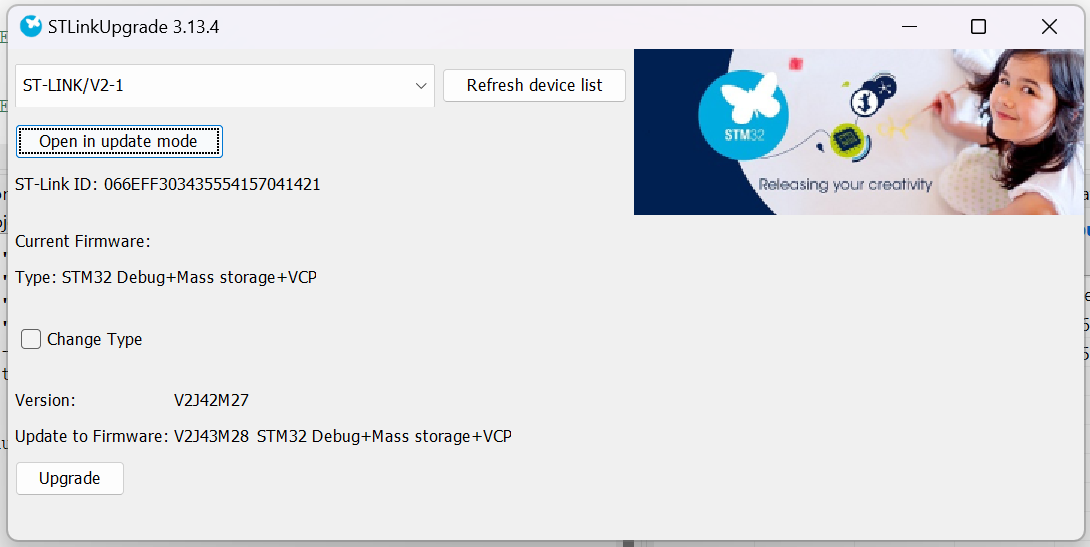 STLinkUpgrade 3.13.4
ST-LINK/V2-1
Refresh device list
STM32
Releasing your creativity
Open in update mode
ST-Link ID: 066EFF303435554157041421
Current Firmware:
Type: STM32 Debug+Mass storage+VCP
Change Type
Version: V2J42M27
Update to Firmware: V2J43M28 STM32 Debug+Mass storage+VCP
Upgrade